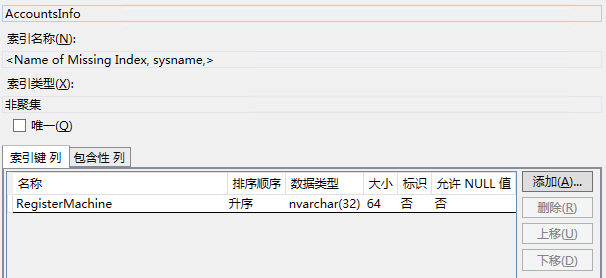 AccountsInfo
索引名称(N):
<Name of Missing Index, sysname,>
索引类型(X):
非聚集
唯一(Q)
索引键 列 包含性 列
名称 排序顺序 数据类型 大小 标识 允许 NULL 值 添加(A)...
RegisterMachine 升序 nvarchar(32) 64 否 否 删除(R)
上移(U)
下移(D)